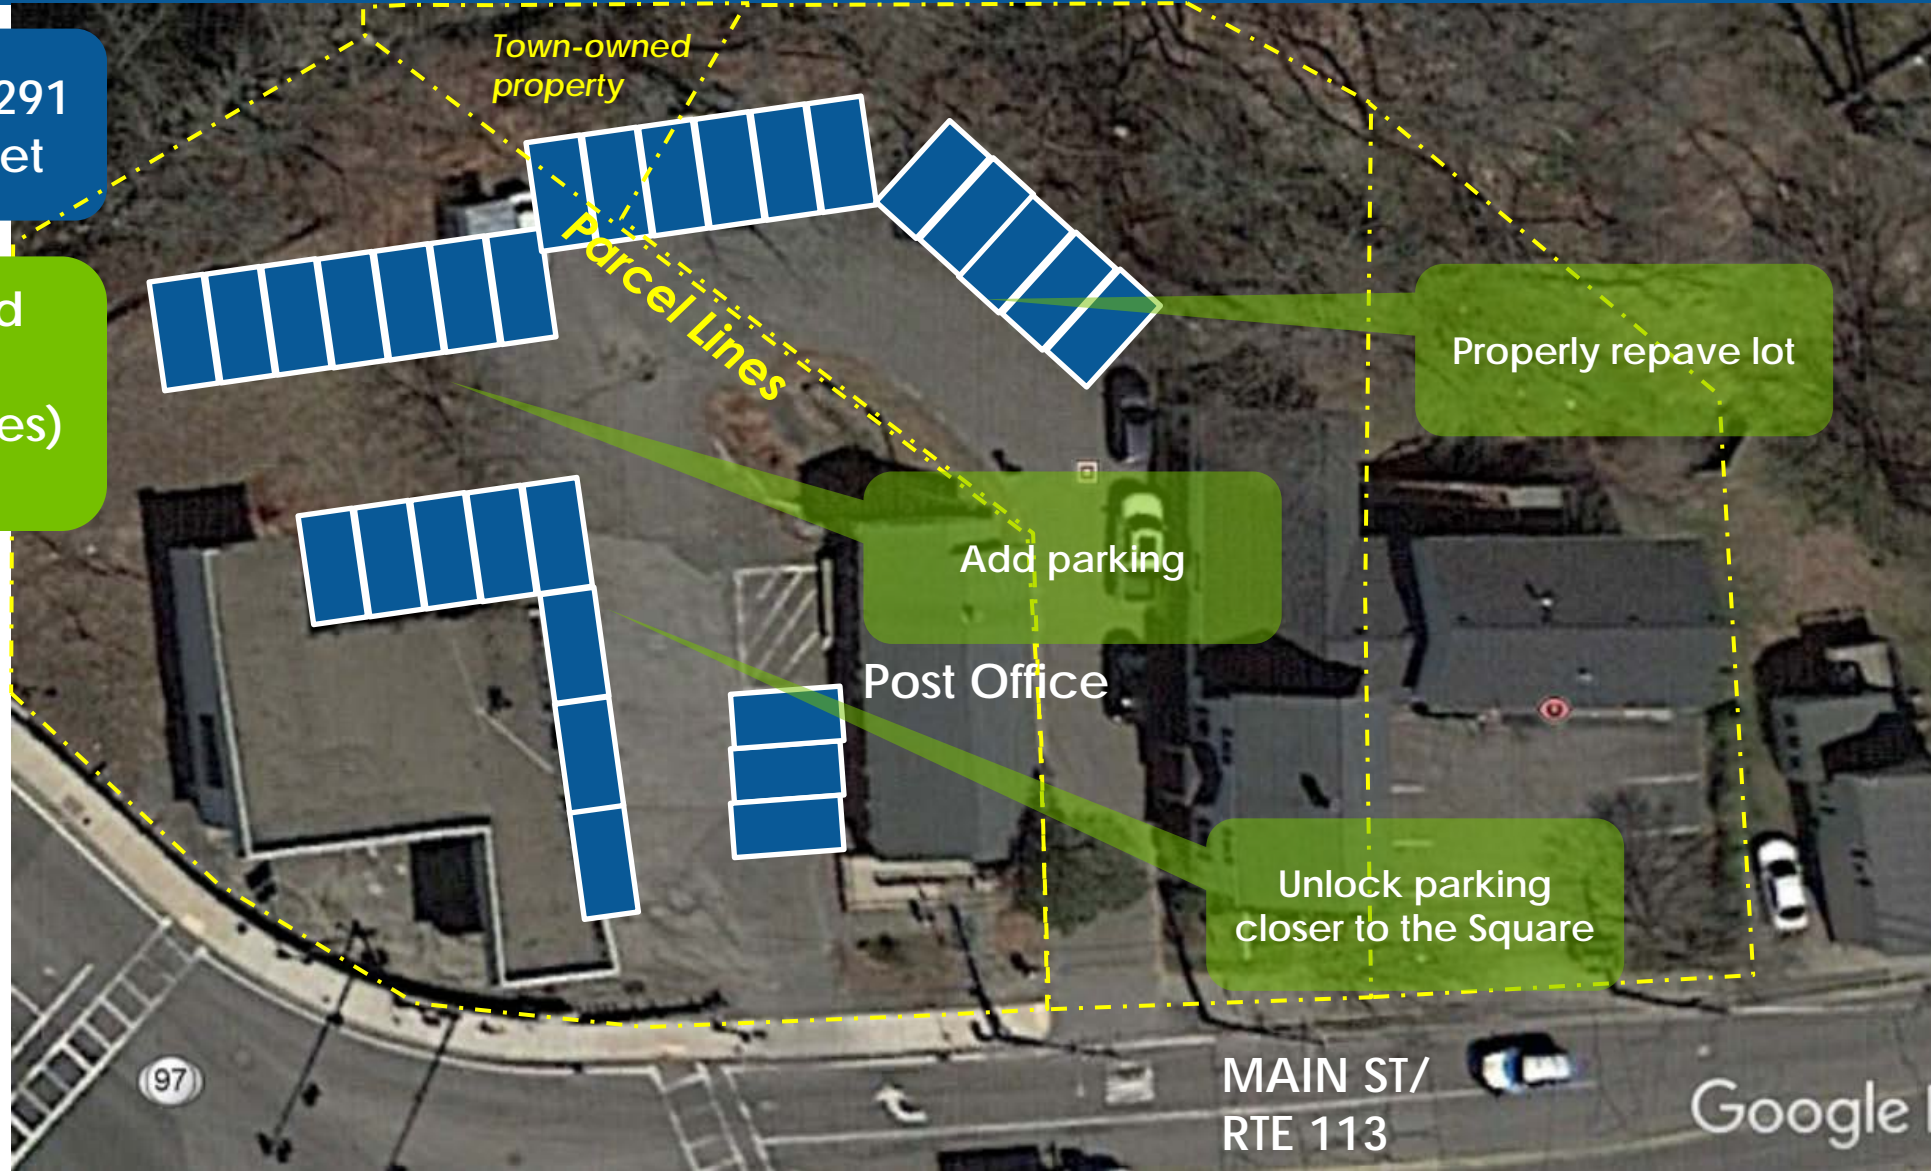 291
et
d
es)
Town-owned
property
Parcel Lines
Properly repave lot
Add parking
Post Office
Unlock parking
closer to the Square
97
MAIN ST/
RTE 113
Google